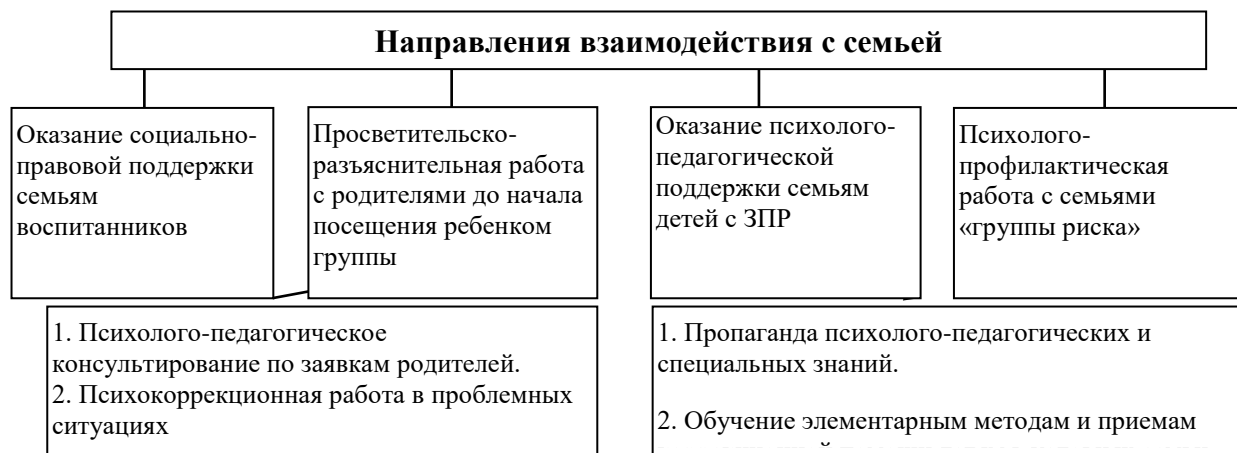 Направления взаимодействия с семьей
Оказание социально-
правовой поддержки
семьям
воспитанников
Просветительско-
разъяснительная работа
с родителями до начала
посещения ребенком
группы
Оказание психолого-
педагогической
поддержки семьям
детей с ЗПР
Психолого-
профилактическая
работа с семьями
«группы риска»
1. Психолого-педагогическое
консультирование по заявкам родителей.
2. Психокоррекционная работа в проблемных
ситуациях
1. Пропаганда психолого-педагогических и
специальных знаний.
2. Обучение элементарным методам и приемам